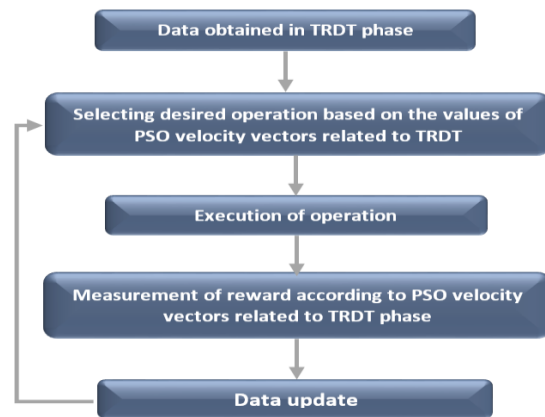 Data obtained in TRDT phase
Selecting desired operation based on the values of
PSO velocity vectors related to TRDT
Execution of operation
Measurement of reward according to PSO velocity
vectors related to TRDT phase
Data update